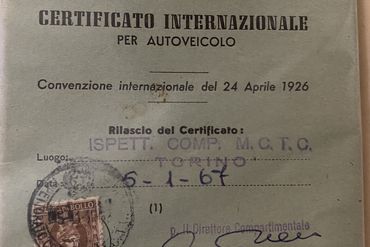 CERTIFICATO INTERNAZIONALE
PER AUTOVEICOLO
Convenzione internazionale del 24 Aprile 1926
Rilascio del Certificato:
ISPETT. COMP. M.C.T.C.
Luogo:
TORINO
Data
6-1-67
(1)
BOLLO
p. Il Direttore Compartimentale